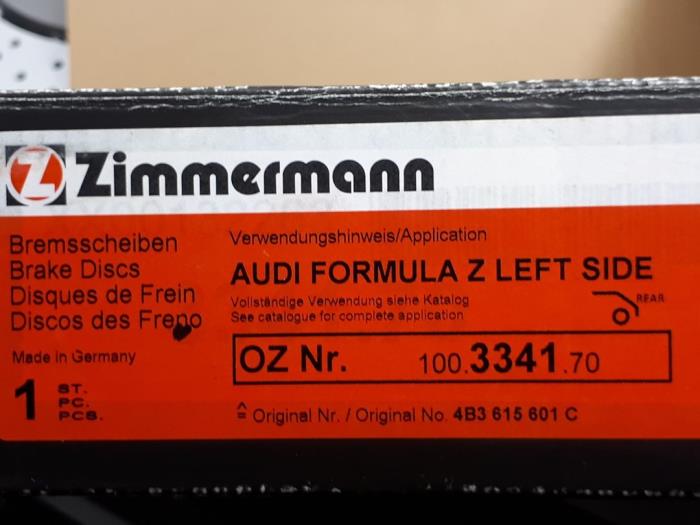 Z Zimmermann
Bremsscheiben
Brake Discs
Disques de Frein
Discos des Freno
Made in Germany
1 ST.
PC.
PCS.
Verwendungshinweis/Application
AUDI FORMULA Z LEFT SIDE
Vollständige Verwendung siehe Katalog
See catalogue for complete application
REAR
OZ Nr. 100.3341.70
≙ Original Nr. / Original No. 4B3 615 601 C